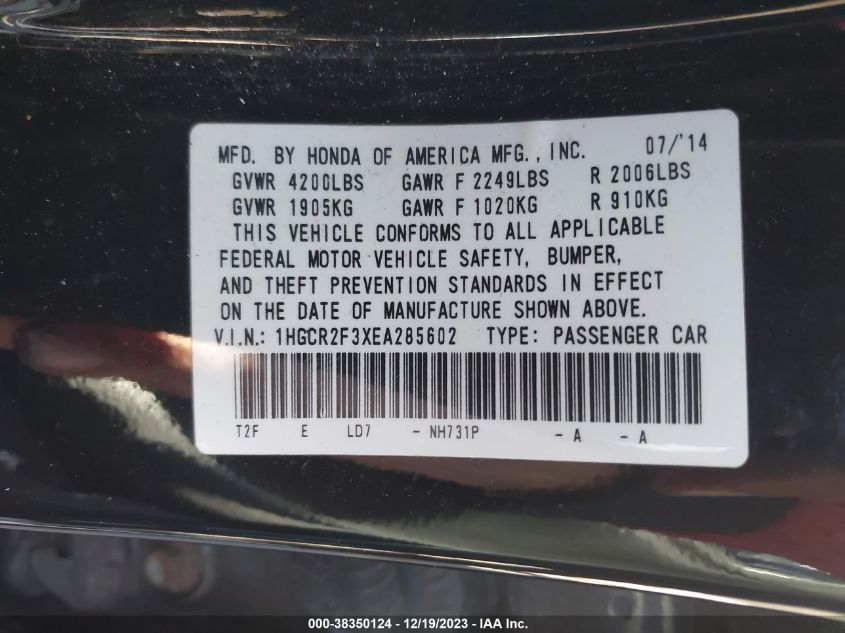 MFD. BY HONDA OF AMERICA MFG., INC. 07/'14
GVWR 4200LBS GAWR F 2249LBS R 2006LBS
GVWR 1905KG GAWR F 1020KG R 910KG
THIS VEHICLE CONFORMS TO ALL APPLICABLE
FEDERAL MOTOR VEHICLE SAFETY, BUMPER,
AND THEFT PREVENTION STANDARDS IN EFFECT
ON THE DATE OF MANUFACTURE SHOWN ABOVE.
V.I.N.: 1HGCR2F3XEA285602 TYPE: PASSENGER CAR
T2F E LD7 - NH731P - A - A
000-38350124 - 12/19/2023 - IAA Inc.